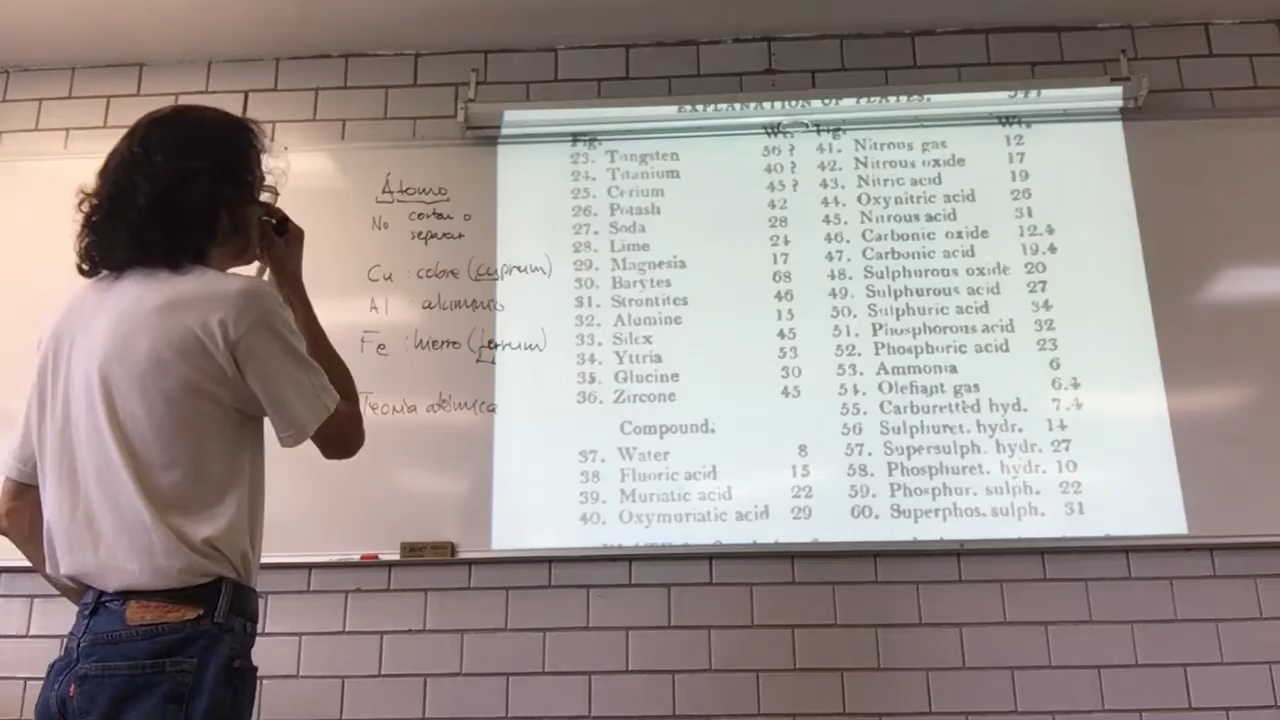 Átomo
No cortar o
separar
Cu : cobre (cuprum)
Al : aluminio
Fe : hierro (ferrum)
Teoría atómica
EXPLANATION OF PLATES. 547
Fig. Wt.
23. Tungsten 56 ?
24. Titanium 40 ?
25. Cerium 45 ?
26. Potash 42
27. Soda 28
28. Lime 24
29. Magnesia 17
30. Barytes 68
31. Strontites 46
32. Alumine 15
33. Silex 45
34. Yttria 53
35. Glucine 30
36. Zircone 45
Compound.
37. Water 8
38 Fluoric acid 15
39. Muriatic acid 22
40. Oxymuriatic acid 29
Fig. Wt.
41. Nitrous gas 12
42. Nitrous oxide 17
43. Nitric acid 19
44. Oxynitric acid 26
45. Nitrous acid 31
46. Carbonic oxide 12.4
47. Carbonic acid 19.4
48. Sulphurous oxide 20
49. Sulphurous acid 27
50. Sulphuric acid 34
51. Phosphorous acid 32
52. Phosphoric acid 23
53. Ammonia 6
54. Olefiant gas 6.4
55. Carburetted hyd. 7.4
56 Sulphuret. hydr. 14
57. Supersulph. hydr. 27
58. Phosphuret. hydr. 10
59. Phosphur. sulph. 22
60. Superphos. sulph. 31